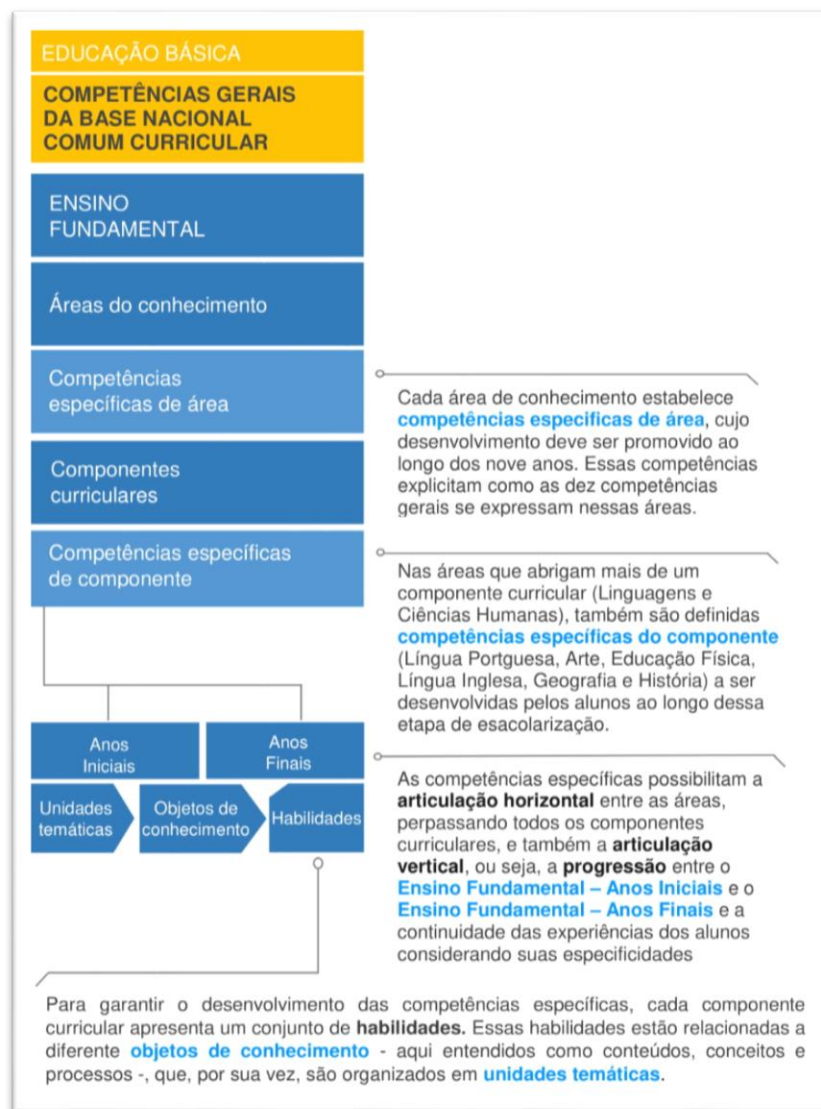 EDUCAÇÃO BÁSICA
COMPETÊNCIAS GERAIS
DA BASE NACIONAL
COMUM CURRICULAR
ENSINO
FUNDAMENTAL
Áreas do conhecimento
Competências
específicas de área
Cada área de conhecimento estabelece
competências especificas de área, cujo
desenvolvimento deve ser promovido ao
longo dos nove anos. Essas competências
explicitam como as dez competências
gerais se expressam nessas áreas.
Componentes
curriculares
Competências específicas
de componente
Nas áreas que abrigam mais de um
componente curricular (Linguagens e
Ciências Humanas), também são definidas
competências específicas do componente
(Língua Portuguesa, Arte, Educação Física,
Língua Inglesa, Geografia e História) a ser
desenvolvidas pelos alunos ao longo dessa
etapa de esacolarização.
Anos
Iniciais
Anos
Finais
Unidades
temáticas
Objetos de
conhecimento
Habilidades
As competências específicas possibilitam a
articulação horizontal entre as áreas,
perpassando todos os componentes
curriculares, e também a articulação
vertical, ou seja, a progressão entre o
Ensino Fundamental – Anos Iniciais e o
Ensino Fundamental – Anos Finais e a
continuidade das experiências dos alunos
considerando suas especificidades
Para garantir o desenvolvimento das competências específicas, cada componente
curricular apresenta um conjunto de habilidades. Essas habilidades estão relacionadas a
diferente objetos de conhecimento - aqui entendidos como conteúdos, conceitos e
processos -, que, por sua vez, são organizados em unidades temáticas.